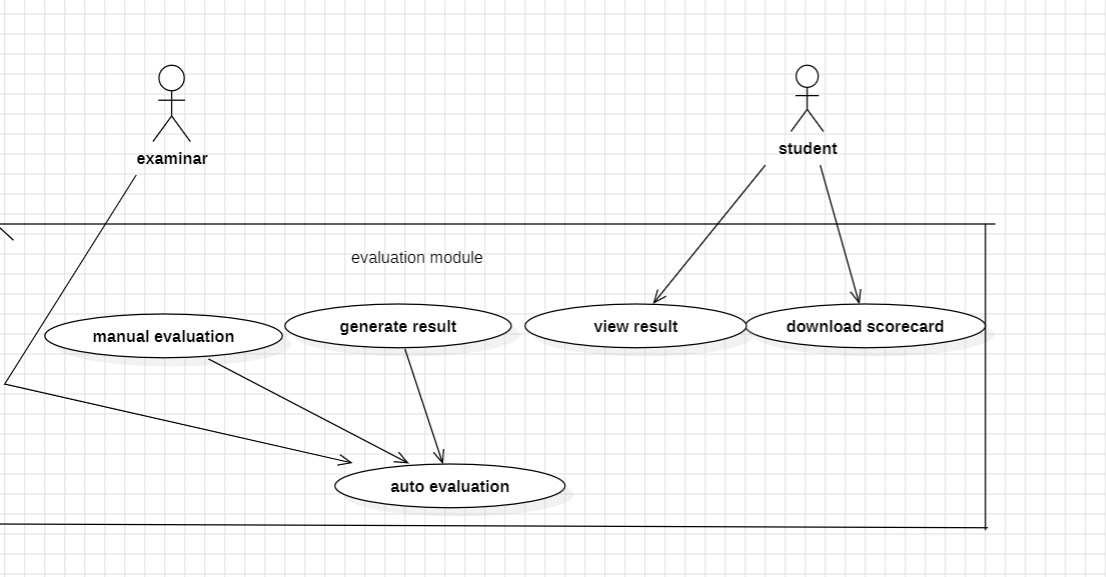 examinar
student
evaluation module
manual evaluation
generate result
view result
download scorecard
auto evaluation